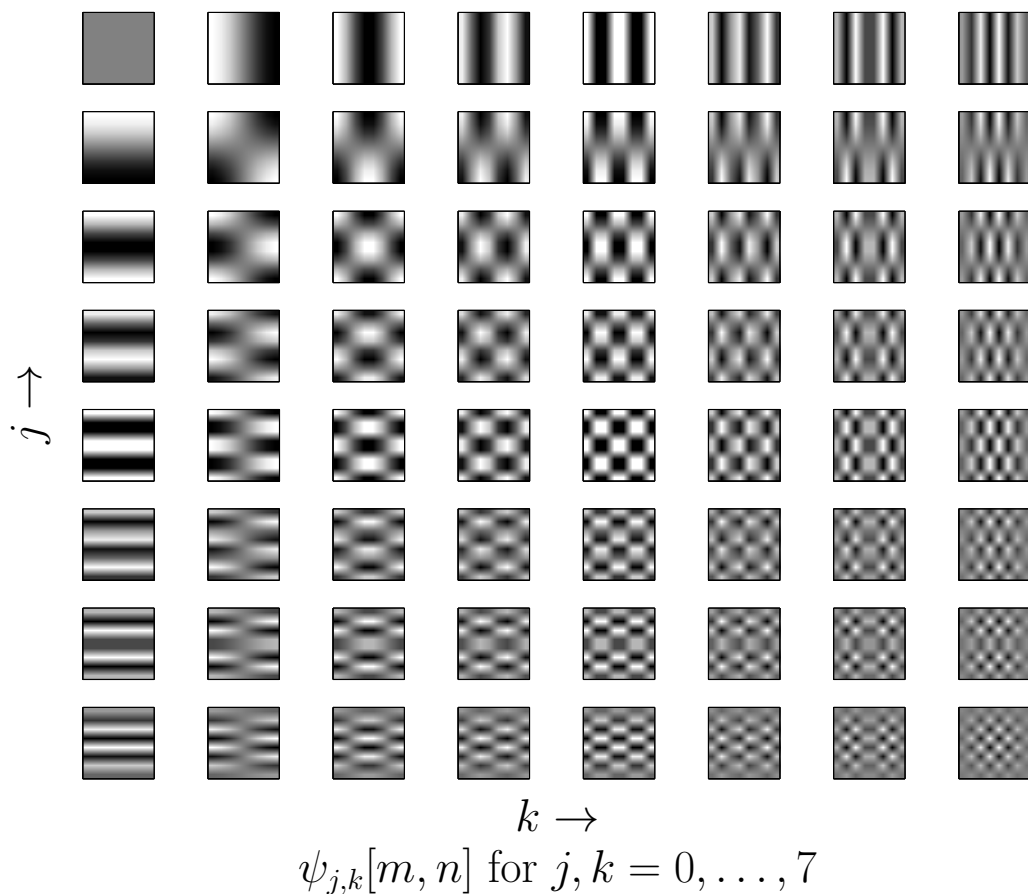 j →
k →
ψ_{j,k}[m, n] for j, k = 0, . . . , 7